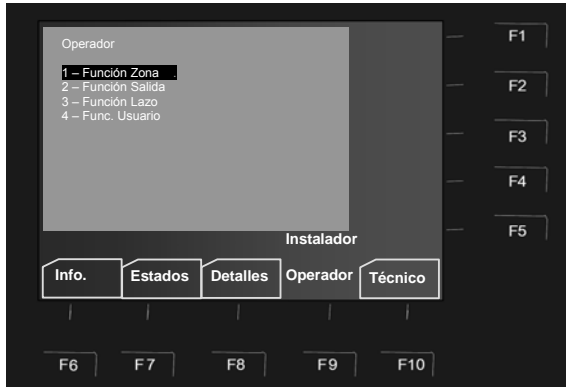 Operador
1 – Función Zona .
2 – Función Salida
3 – Función Lazo
4 – Func. Usuario
Instalador
Info. Estados Detalles Operador Técnico
F1
F2
F3
F4
F5
F6 F7 F8 F9 F10